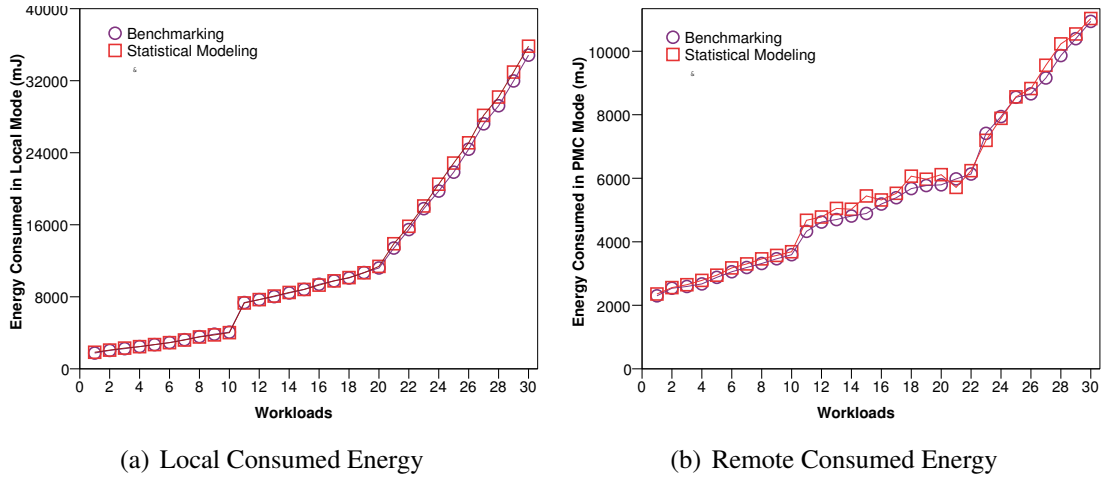 40000
32000
24000
16000
8000
0
Energy Consumed in Local Mode (mJ)
Benchmarking
Statistical Modeling
&
0 2 4 6 8 10 12 14 16 18 20 22 24 26 28 30
Workloads
(a) Local Consumed Energy
10000
8000
6000
4000
2000
0
Energy Consumed in PMC Mode (mJ)
Benchmarking
Statistical Modeling
&
0 2 4 6 8 10 12 14 16 18 20 22 24 26 28 30
Workloads
(b) Remote Consumed Energy